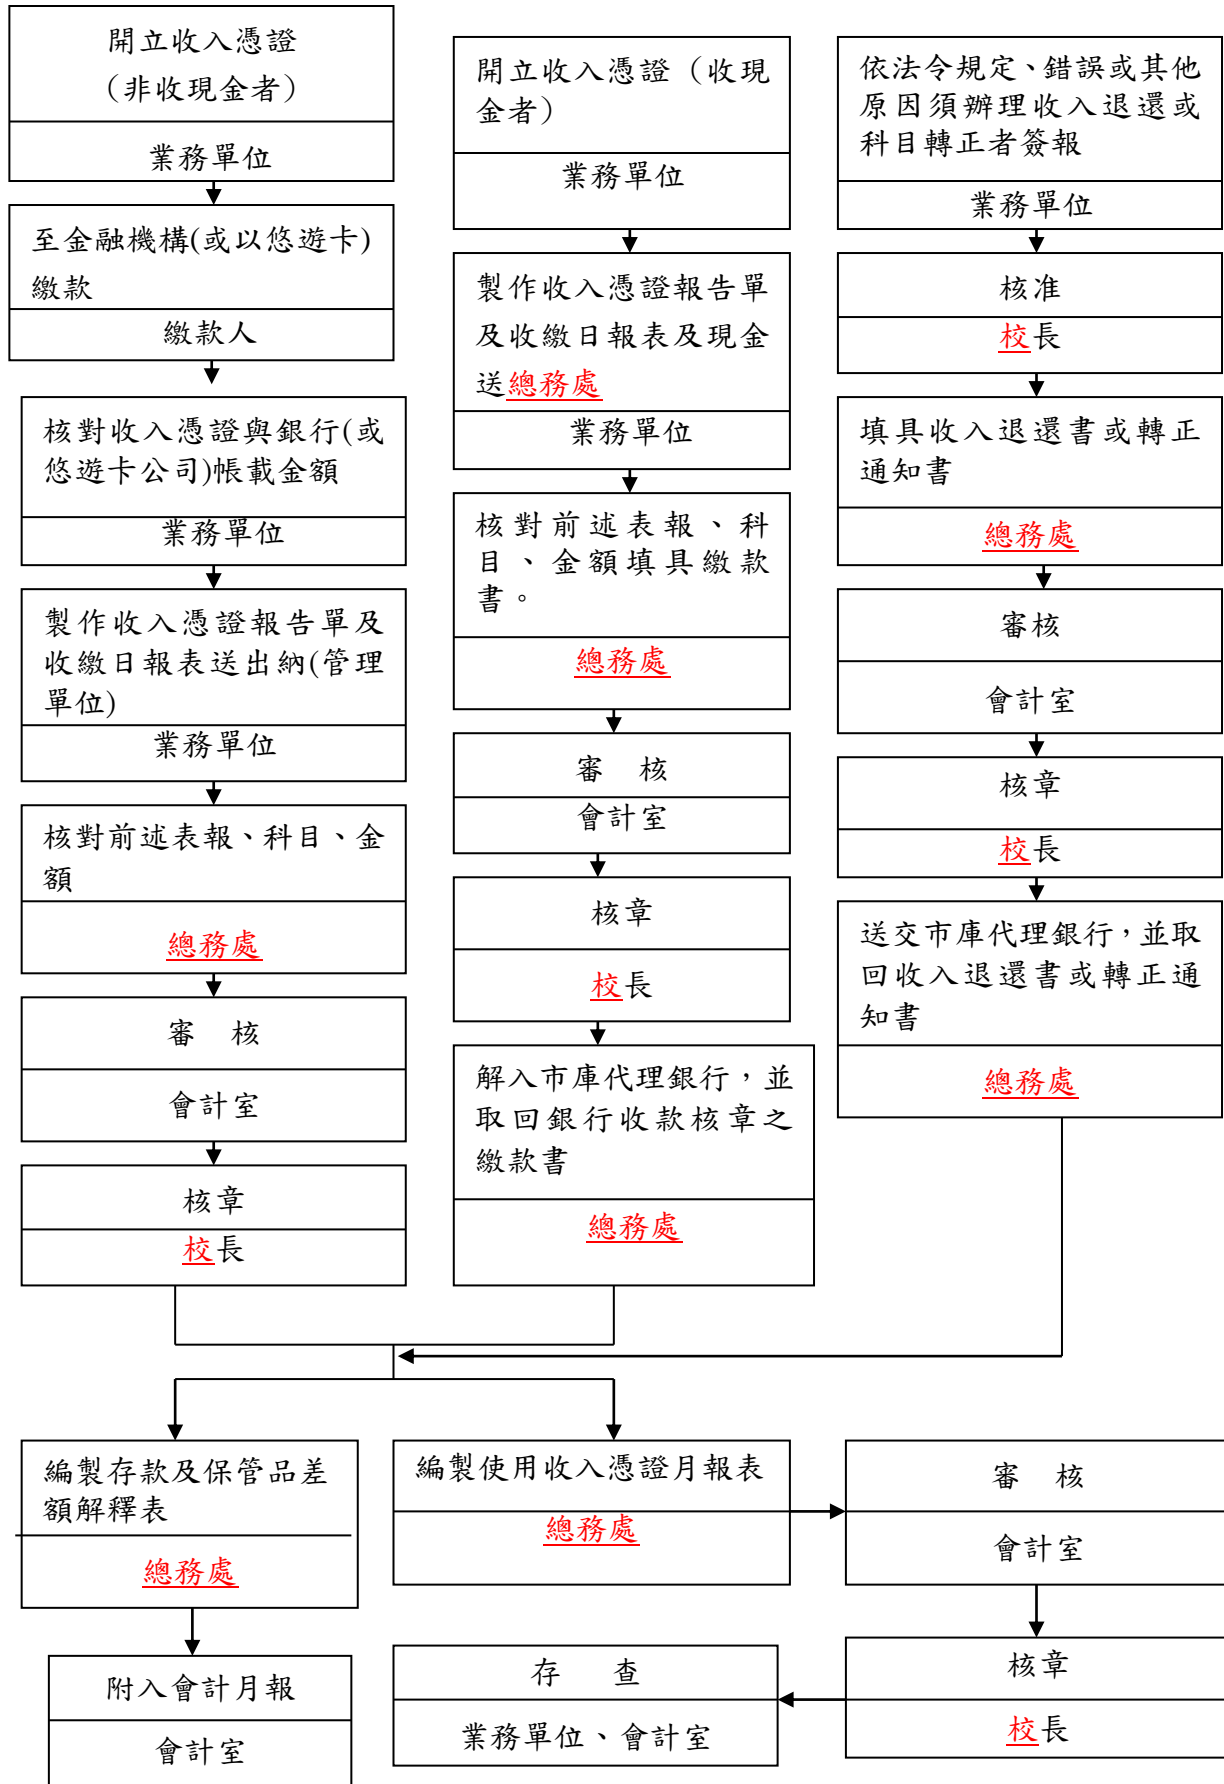 開立收入憑證
（非收現金者）
業務單位
至金融機構(或以悠遊卡)
繳款
繳款人
核對收入憑證與銀行(或
悠遊卡公司)帳載金額
業務單位
製作收入憑證報告單及
收繳日報表送出納(管理
單位)
業務單位
核對前述表報、科目、金
額
總務處
審　核
會計室
核章
校長
開立收入憑證（收現
金者）
業務單位
製作收入憑證報告單
及收繳日報表及現金
送總務處
業務單位
核對前述表報、科
目、金額填具繳款
書。
總務處
審　核
會計室
核章
校長
解入市庫代理銀行，並
取回銀行收款核章之
繳款書
總務處
依法令規定、錯誤或其他
原因須辦理收入退還或
科目轉正者簽報
業務單位
核准
校長
填具收入退還書或轉正
通知書
總務處
審核
會計室
核章
校長
送交市庫代理銀行，並取
回收入退還書或轉正通
知書
總務處
編製存款及保管品差
額解釋表
總務處
附入會計月報
會計室
編製使用收入憑證月報表
總務處
審　核
會計室
核章
校長
存　　查
業務單位、會計室